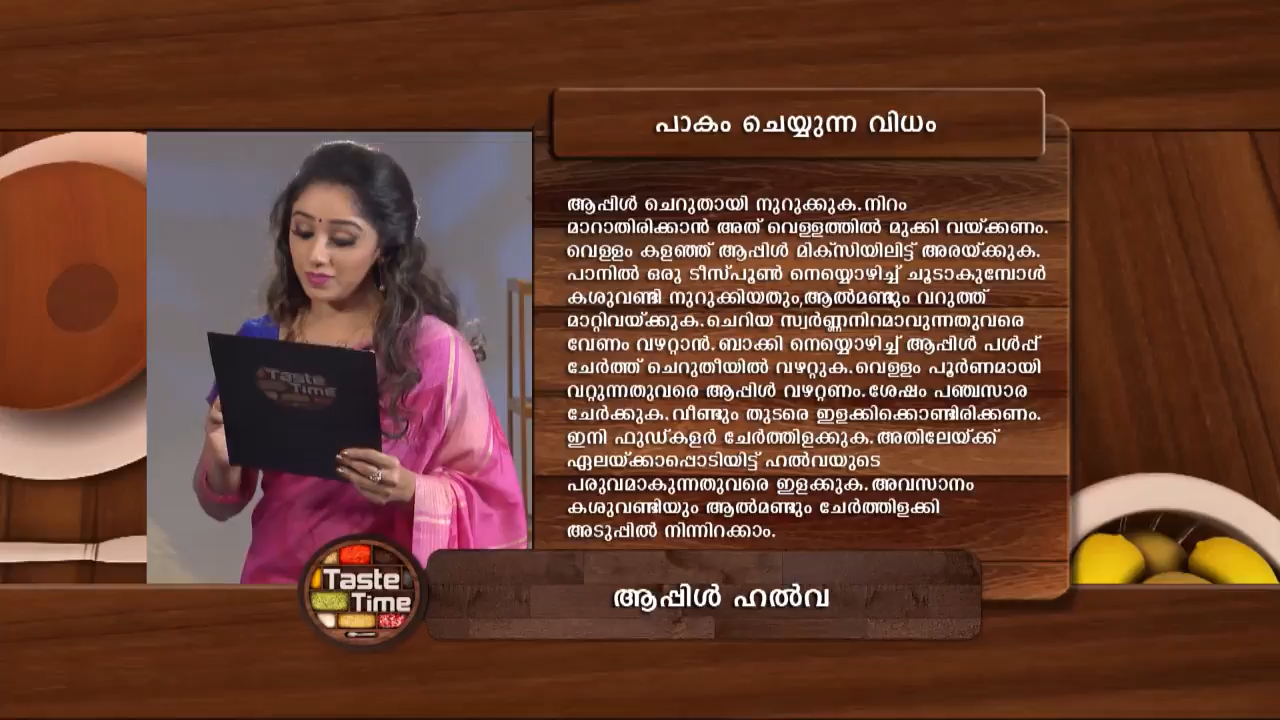 പാകം ചെയ്യുന്ന വിധം
ആപ്പിൾ ചെറുതായി നുറുക്കുക.നിറം
മാറാതിരിക്കാൻ അത് വെള്ളത്തിൽ മുക്കി വയ്ക്കണം.
വെള്ളം കളഞ്ഞ് ആപ്പിൾ മിക്സിയിലിട്ട് അരയ്ക്കുക.
പാനിൽ ഒരു ടീസ്പൂൺ നെയ്യൊഴിച്ച് ചൂടാകുമ്പോൾ
കശുവണ്ടി നുറുക്കിയതും,ആൽമണ്ടും വറുത്ത്
മാറ്റിവയ്ക്കുക.ചെറിയ സ്വർണ്ണനിറമാവുന്നതുവരെ
വേണം വഴറ്റാൻ.ബാക്കി നെയ്യൊഴിച്ച് ആപ്പിൾ പൾപ്പ്
ചേർത്ത് ചെറുതീയിൽ വഴറ്റുക.വെള്ളം പൂർണമായി
വറ്റുന്നതുവരെ ആപ്പിൾ വഴറ്റണം.ശേഷം പഞ്ചസാര
ചേർക്കുക.വീണ്ടും തുടരെ ഇളക്കിക്കൊണ്ടിരിക്കണം.
ഇനി ഫുഡ്കളർ ചേർത്തിളക്കുക.അതിലേയ്ക്ക്
ഏലയ്ക്കാപ്പൊടിയിട്ട് ഹൽവയുടെ
പരുവമാകുന്നതുവരെ ഇളക്കുക.അവസാനം
കശുവണ്ടിയും ആൽമണ്ടും ചേർത്തിളക്കി
അടുപ്പിൽ നിന്നിറക്കാം.
Taste
Time
Taste
Time
ആപ്പിൾ ഹൽവ